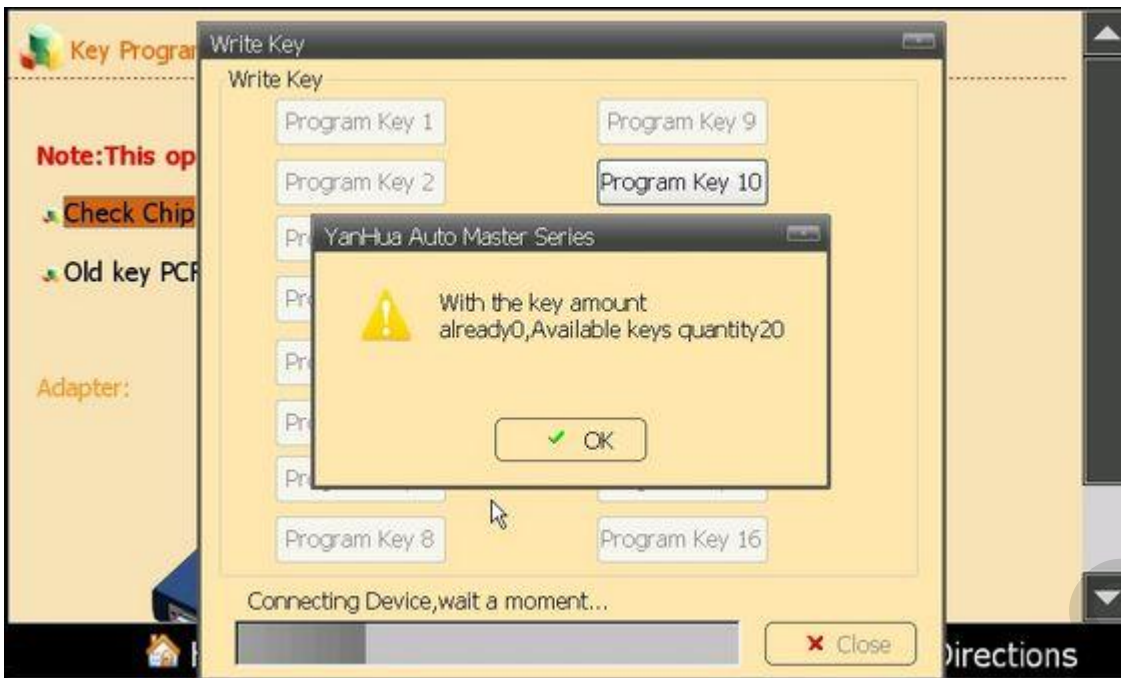 Write Key
Key Program
Write Key
Program Key 1
Program Key 9
Note:This op
Program Key 2
Program Key 10
Check Chip
YanHua Auto Master Series
Old key PCF
With the key amount
already0,Available keys quantity20
Adapter:
OK
Program Key 8
Program Key 16
Connecting Device,wait a moment...
Close
Directions